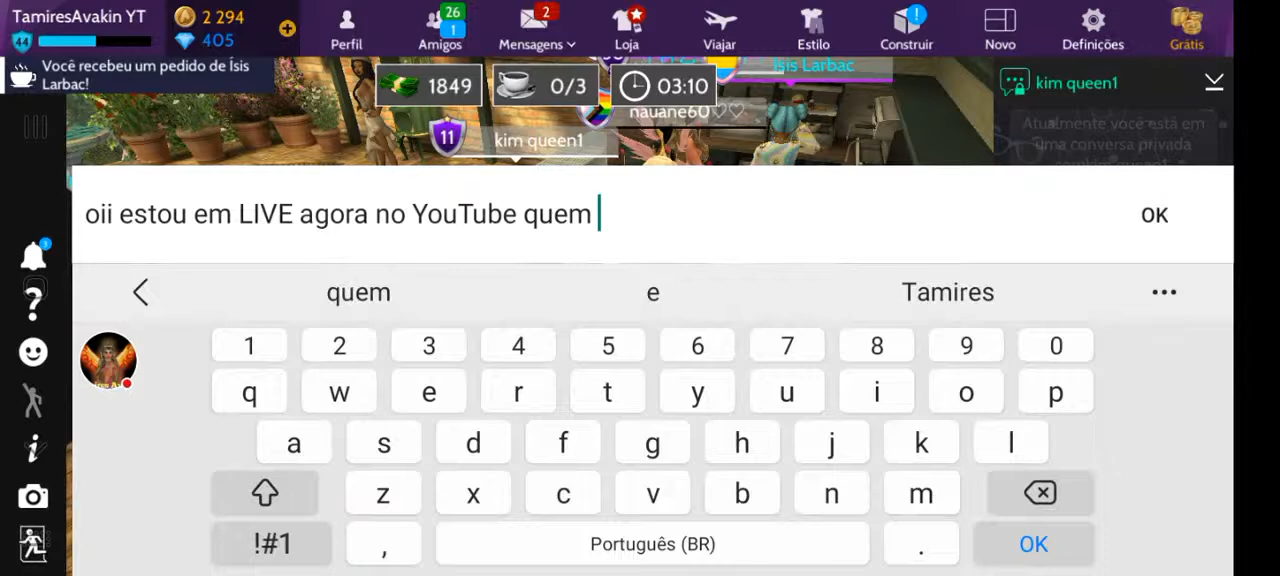 TamiresAvakin YT
44
2 294
405
Perfil
26
1
Amigos
2
Mensagens
Loja
Viajar
Estilo
!
Construir
Novo
Definições
Grátis
Você recebeu um pedido de Ísis
Larbac!
1849
0/3
03:10
Ísis Larbac
nauane60♡♡
11
kim queen1
kim queen1
Atualmente você está em
uma conversa privada
oii estou em LIVE agora no YouTube quem
OK
3
quem
e
Tamires
1 2 3 4 5 6 7 8 9 0
q w e r t y u i o p
a s d f g h j k l
z x c v b n m
!#1
,
Português (BR)
.
OK